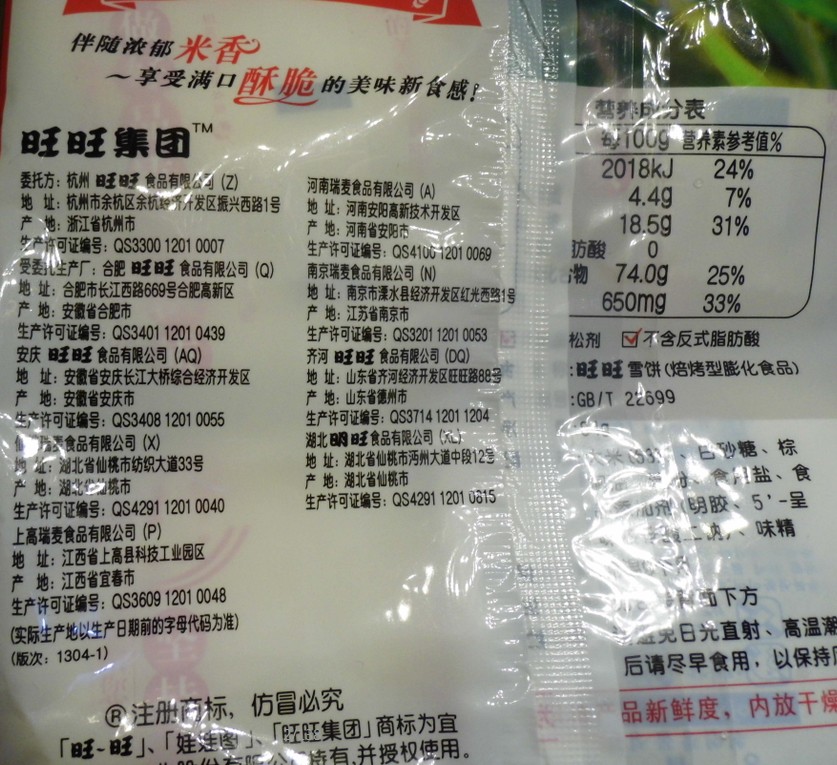 伴随浓郁米香
～享受满口酥脆的美味新食感!
旺旺集团™
委托方: 杭州旺旺食品有限公司 (Z)
地 址: 杭州市余杭区余杭经济开发区振兴西路1号
产 地: 浙江省杭州市
生产许可证编号: QS3300 1201 0007
受委托生产厂: 合肥旺旺食品有限公司 (Q)
地 址: 合肥市长江西路669号合肥高新区
产 地: 安徽省合肥市
生产许可证编号: QS3401 1201 0439
安庆旺旺食品有限公司 (AQ)
地 址: 安徽省安庆长江大桥综合经济开发区
产 地: 安徽省安庆市
生产许可证编号: QS3408 1201 0055
瑞麦食品有限公司 (X)
地 址: 湖北省仙桃市纺织大道33号
产 地: 湖北省仙桃市
生产许可证编号: QS4291 1201 0040
上高瑞麦食品有限公司 (P)
地 址: 江西省上高县科技工业园区
产 地: 江西省宜春市
生产许可证编号: QS3609 1201 0048
(实际生产地以生产日期前的字母代码为准)
(版次: 1304-1)
河南瑞麦食品有限公司 (A)
地 址: 河南安阳高新技术开发区
产 地: 河南省安阳市
生产许可证编号: QS4100 1201 0069
南京瑞麦食品有限公司 (N)
地 址: 南京市溧水县经济开发区红光西路1号
产 地: 江苏省南京市
生产许可证编号: QS3201 1201 0053
齐河旺旺食品有限公司 (DQ)
地 址: 山东省齐河经济开发区旺旺路88号
产 地: 山东省德州市
生产许可证编号: QS3714 1201 1204
湖北明旺食品有限公司
地 址: 湖北省仙桃市沔州大道中段12号
产 地: 湖北省仙桃市
生产许可证编号: QS4291 1201 0815
®注册商标, 仿冒必究
「旺~旺」、「娃娃图」、「旺旺集团」商标为宜
持有,并授权使用。
营养成分表
每100g 营养素参考值%
2018kJ 24%
4.4g 7%
18.5g 31%
肪酸 0
物 74.0g 25%
650mg 33%
松剂 ☑不含反式脂肪酸
:旺旺雪饼(焙烤型膨化食品)
:GB/T 22699
大米、白砂糖、棕
、食用盐、食
(明胶、5'-呈
、味精
下方
避免日光直射、高温潮
后请尽早食用, 以保持
品新鲜度, 内放干燥